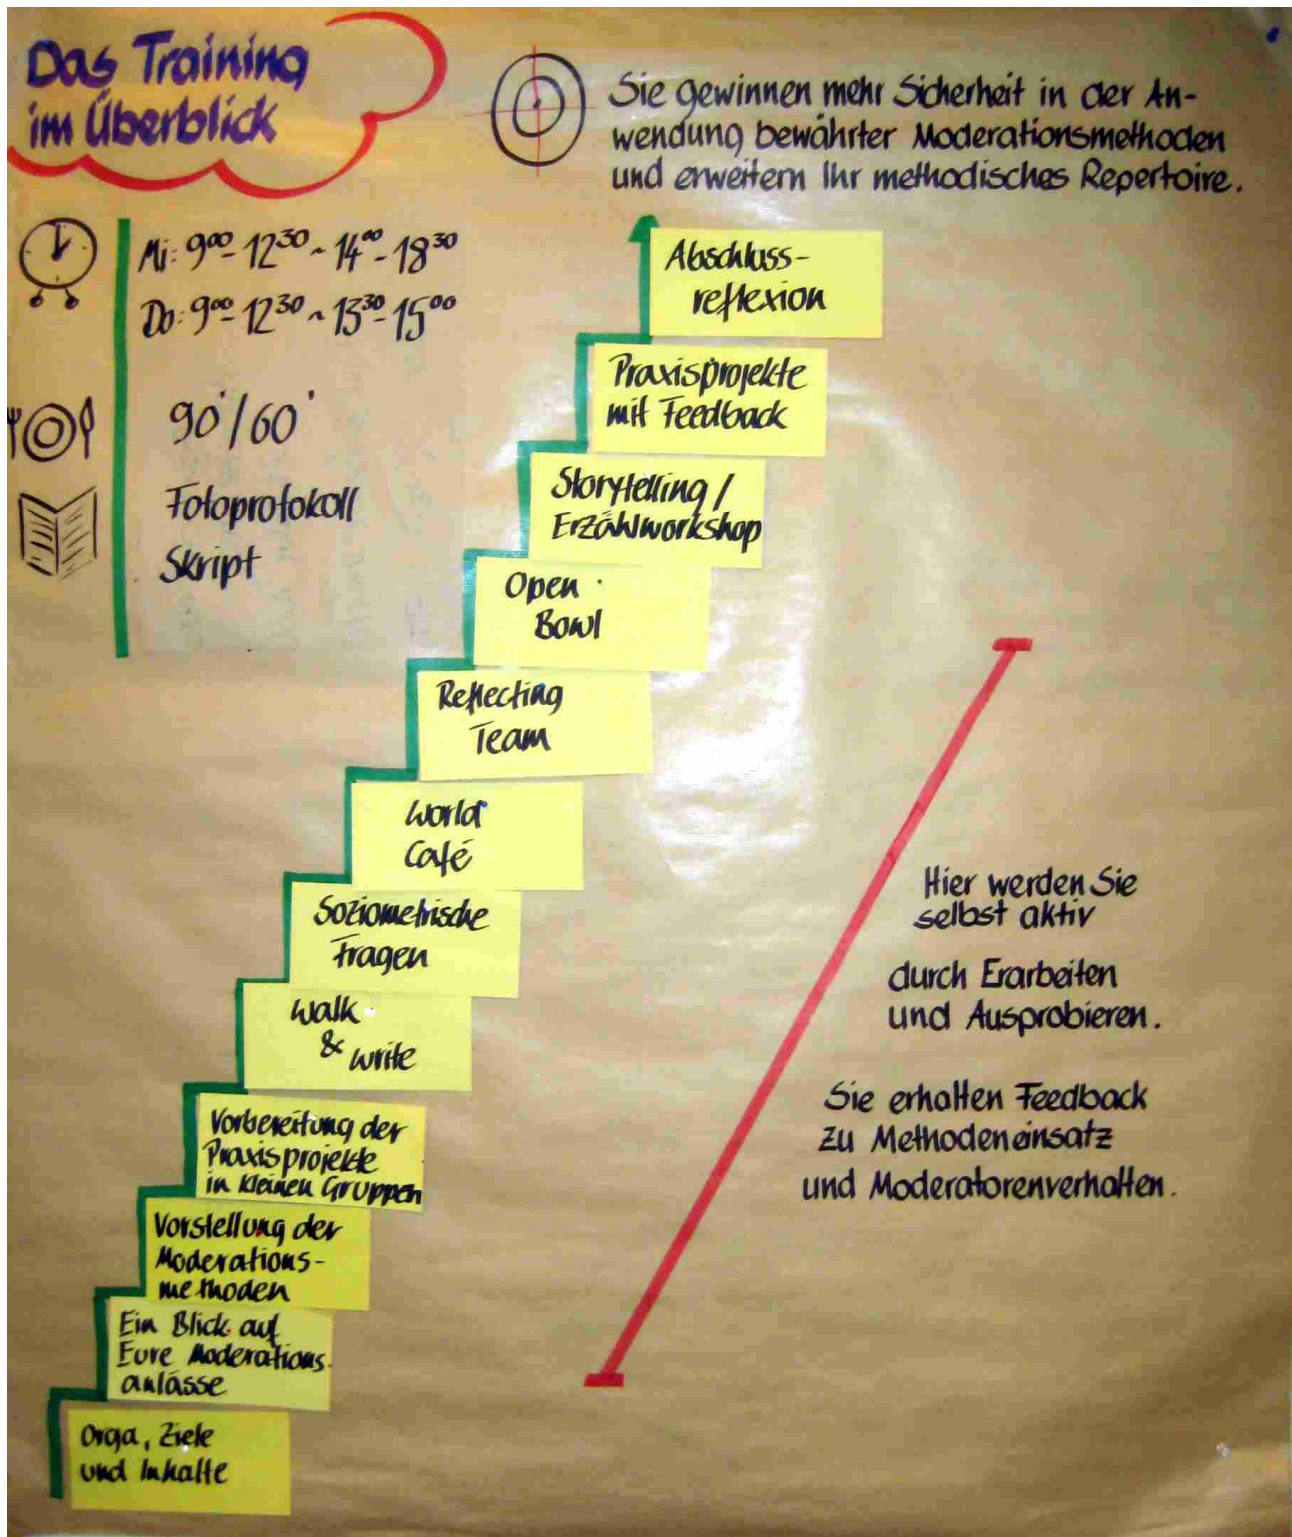 Das Training
im Überblick
Sie gewinnen mehr Sicherheit in der An-
wendung bewährter Moderationsmethoden
und erweitern Ihr methodisches Repertoire.
Mi: 9⁰⁰ - 12³⁰ ~ 14⁰⁰ - 18³⁰
Do: 9⁰⁰ - 12³⁰ ~ 13³⁰ - 15⁰⁰
90'/60'
Fotoprotokoll
Skript
Abschluss-
reflexion
Praxisprojekte
mit Feedback
Storytelling /
Erzählworkshop
Open
Bowl
Reflecting
Team
World
Café
Soziometrische
Fragen
Walk
& write
Vorbereitung der
Praxisprojekte
in kleinen Gruppen
Vorstellung der
Moderations-
methoden
Ein Blick auf
Eure Moderations-
anlässe
Orga, Ziele
und Inhalte
Hier werden Sie
selbst aktiv
durch Erarbeiten
und Ausprobieren.
Sie erhalten Feedback
zu Methodeneinsatz
und Moderatorenverhalten.